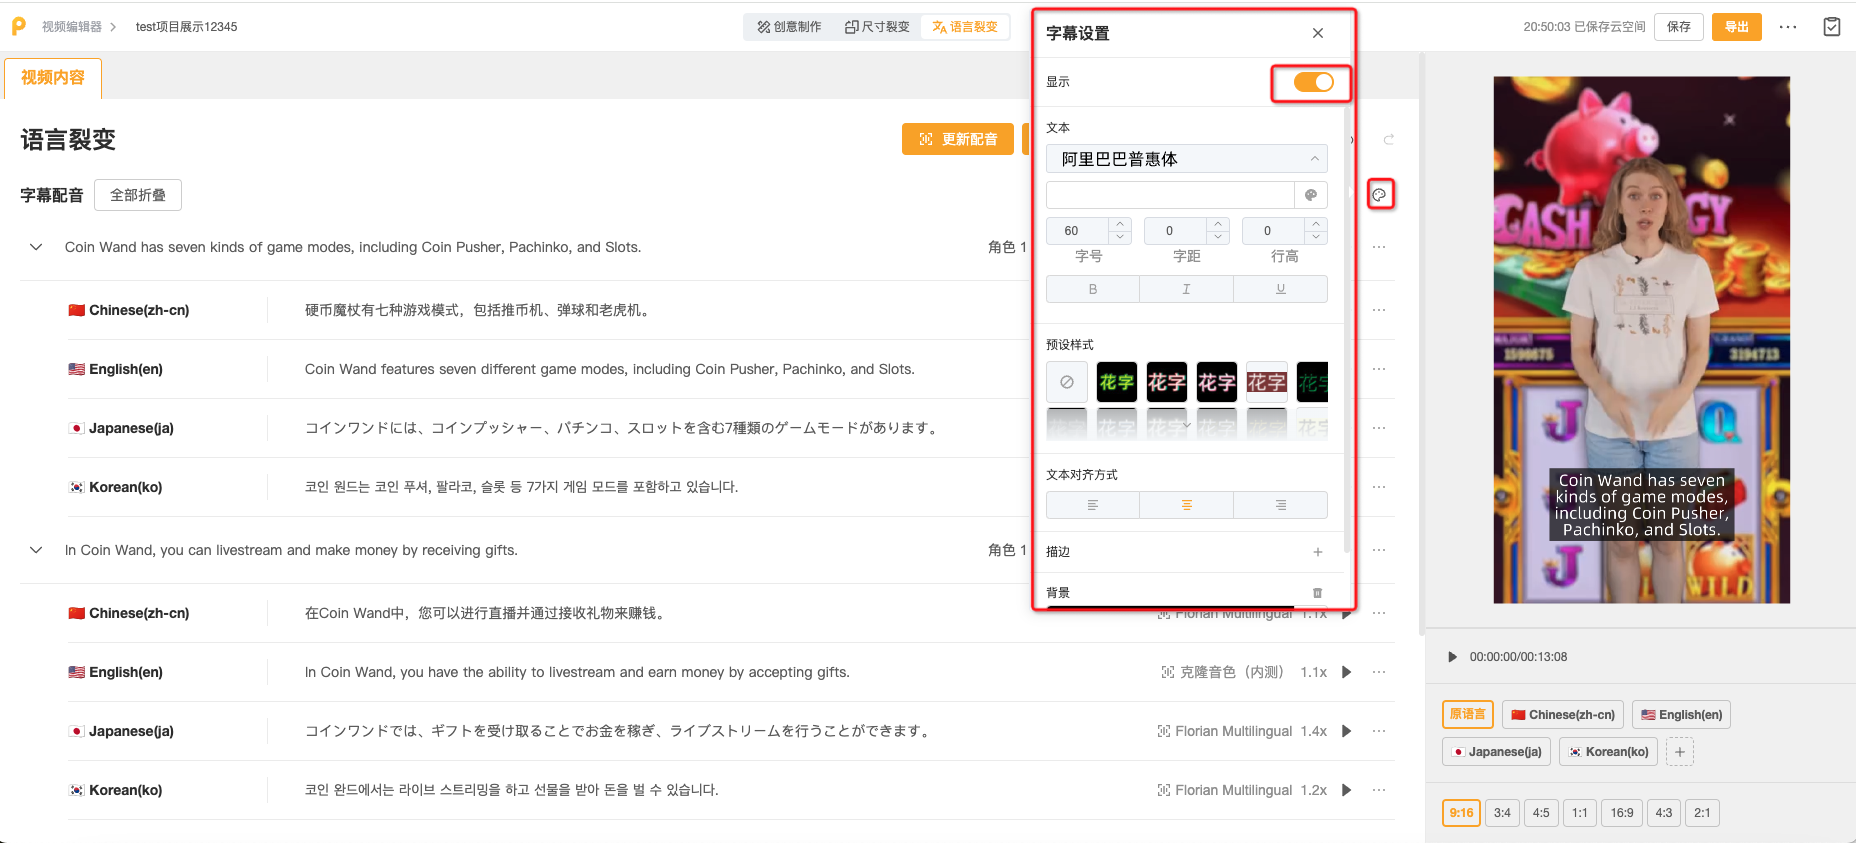 视频编辑器
test项目展示12345
创意制作
尺寸裂变
语言裂变
20:50:03 已保存云空间
保存
导出
视频内容
语言裂变
更新配音
字幕配音
全部折叠
Coin Wand has seven kinds of game modes, including Coin Pusher, Pachinko, and Slots.
角色 1
Chinese(zh-cn)
硬币魔杖有七种游戏模式，包括推币机、弹球和老虎机。
English(en)
Coin Wand features seven different game modes, including Coin Pusher, Pachinko, and Slots.
Japanese(ja)
コインワンドには、コインプッシャー、パチンコ、スロットを含む7種類のゲームモードがあります。
Korean(ko)
코인 원드는 코인 푸셔, 팔라코, 슬롯 등 7가지 게임 모드를 포함하고 있습니다.
In Coin Wand, you can livestream and make money by receiving gifts.
角色 1
Chinese(zh-cn)
在Coin Wand中，您可以进行直播并通过接收礼物来赚钱。
Florian Multilingual 1.1x
English(en)
In Coin Wand, you have the ability to livestream and earn money by accepting gifts.
克隆音色（内测） 1.1x
Japanese(ja)
コインワンドでは、ギフトを受け取ることでお金を稼ぎ、ライブストリームを行うことができます。
Florian Multilingual 1.4x
Korean(ko)
코인 완드에서는 라이브 스트리밍을 하고 선물을 받아 돈을 벌 수 있습니다.
Florian Multilingual 1.2x
字幕设置
显示
文本
阿里巴巴普惠体
60
0
0
字号
字距
行高
B
I
U
预设样式
花字
花字
花字
花字
花字
花字
花字
花字
花字
花字
花字
文本对齐方式
描边
背景
CASH
GY
1598675
3194713
J
Q
Coin Wand has seven
kinds of game modes,
including Coin Pusher,
Pachinko, and Slots.
J
WILD
00:00:00/00:13:08
原语言
Chinese(zh-cn)
English(en)
Japanese(ja)
Korean(ko)
9:16
3:4
4:5
1:1
16:9
4:3
2:1